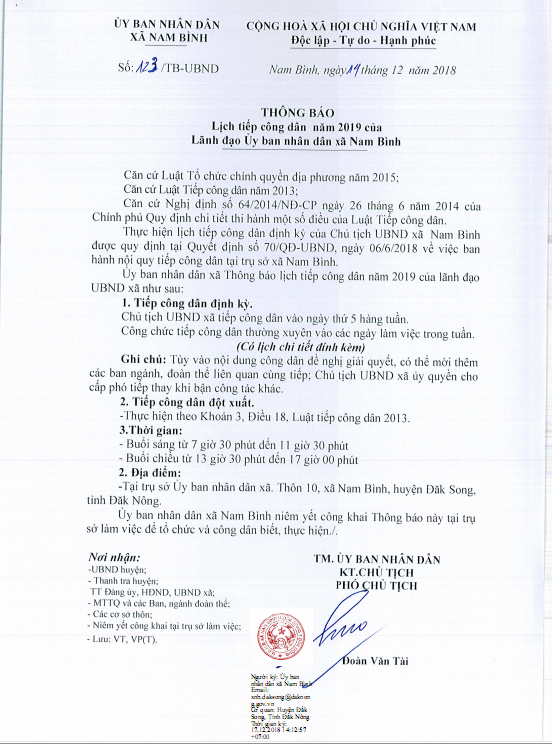 ỦY BAN NHÂN DÂN
XÃ NAM BÌNH
CỘNG HOÀ XÃ HỘI CHỦ NGHĨA VIỆT NAM
Độc lập - Tự do - Hạnh phúc
Số: 123 /TB-UBND
Nam Bình, ngày 14 tháng 12 năm 2018
THÔNG BÁO
Lịch tiếp công dân năm 2019 của
Lãnh đạo Ủy ban nhân dân xã Nam Bình
Căn cứ Luật Tổ chức chính quyền địa phương năm 2015;
Căn cứ Luật Tiếp công dân năm 2013;
Căn cứ Nghị định số 64/2014/NĐ-CP ngày 26 tháng 6 năm 2014 của
Chính phủ Quy định chi tiết thi hành một số điều của Luật Tiếp công dân.
Thực hiện lịch tiếp công dân định kỳ của Chủ tịch UBND xã Nam Bình
được quy định tại Quyết định số 70/QĐ-UBND, ngày 06/6/2018 về việc ban
hành nội quy tiếp công dân tại trụ sở xã Nam Bình.
Ủy ban nhân dân xã Thông báo lịch tiếp công dân năm 2019 của lãnh đạo
UBND xã như sau:
1. Tiếp công dân định kỳ.
Chủ tịch UBND xã tiếp công dân vào ngày thứ 5 hàng tuần.
Công chức tiếp công dân thường xuyên vào các ngày làm việc trong tuần.
(Có lịch chi tiết đính kèm)
Ghi chú: Tùy vào nội dung công dân đề nghị giải quyết, có thể mời thêm
các ban ngành, đoàn thể liên quan cùng tiếp; Chủ tịch UBND xã ủy quyền cho
cấp phó tiếp thay khi bận công tác khác.
2. Tiếp công dân đột xuất.
-Thực hiện theo Khoản 3, Điều 18, Luật tiếp công dân 2013.
3.Thời gian:
- Buổi sáng từ 7 giờ 30 phút đến 11 giờ 30 phút
- Buổi chiều từ 13 giờ 30 phút đến 17 giờ 00 phút
2. Địa điểm:
-Tại trụ sở Ủy ban nhân dân xã. Thôn 10, xã Nam Bình, huyện Đăk Song,
tỉnh Đăk Nông.
Ủy ban nhân dân xã Nam Bình niêm yết công khai Thông báo này tại trụ
sở làm việc để tổ chức và công dân biết, thực hiện./.
Nơi nhận:
-UBND huyện;
- Thanh tra huyện;
TT Đảng ủy, HĐND, UBND xã;
- MTTQ và các Ban, ngành đoàn thể;
- Các cơ sở thôn;
- Niêm yết công khai tại trụ sở làm việc;
- Lưu: VT, VP(T).
TM. ỦY BAN NHÂN DÂN
KT.CHỦ TỊCH
PHÓ CHỦ TỊCH
Đoàn Văn Tài
Người ký: Ủy ban
nhân dân xã Nam Bình
Email:
xnb.daksong@daknon
g.gov.vn
Cơ quan: Huyện Đăk
Song, Tỉnh Đăk Nông
Thời gian ký:
17.12.2018 14:12:57
+07:00